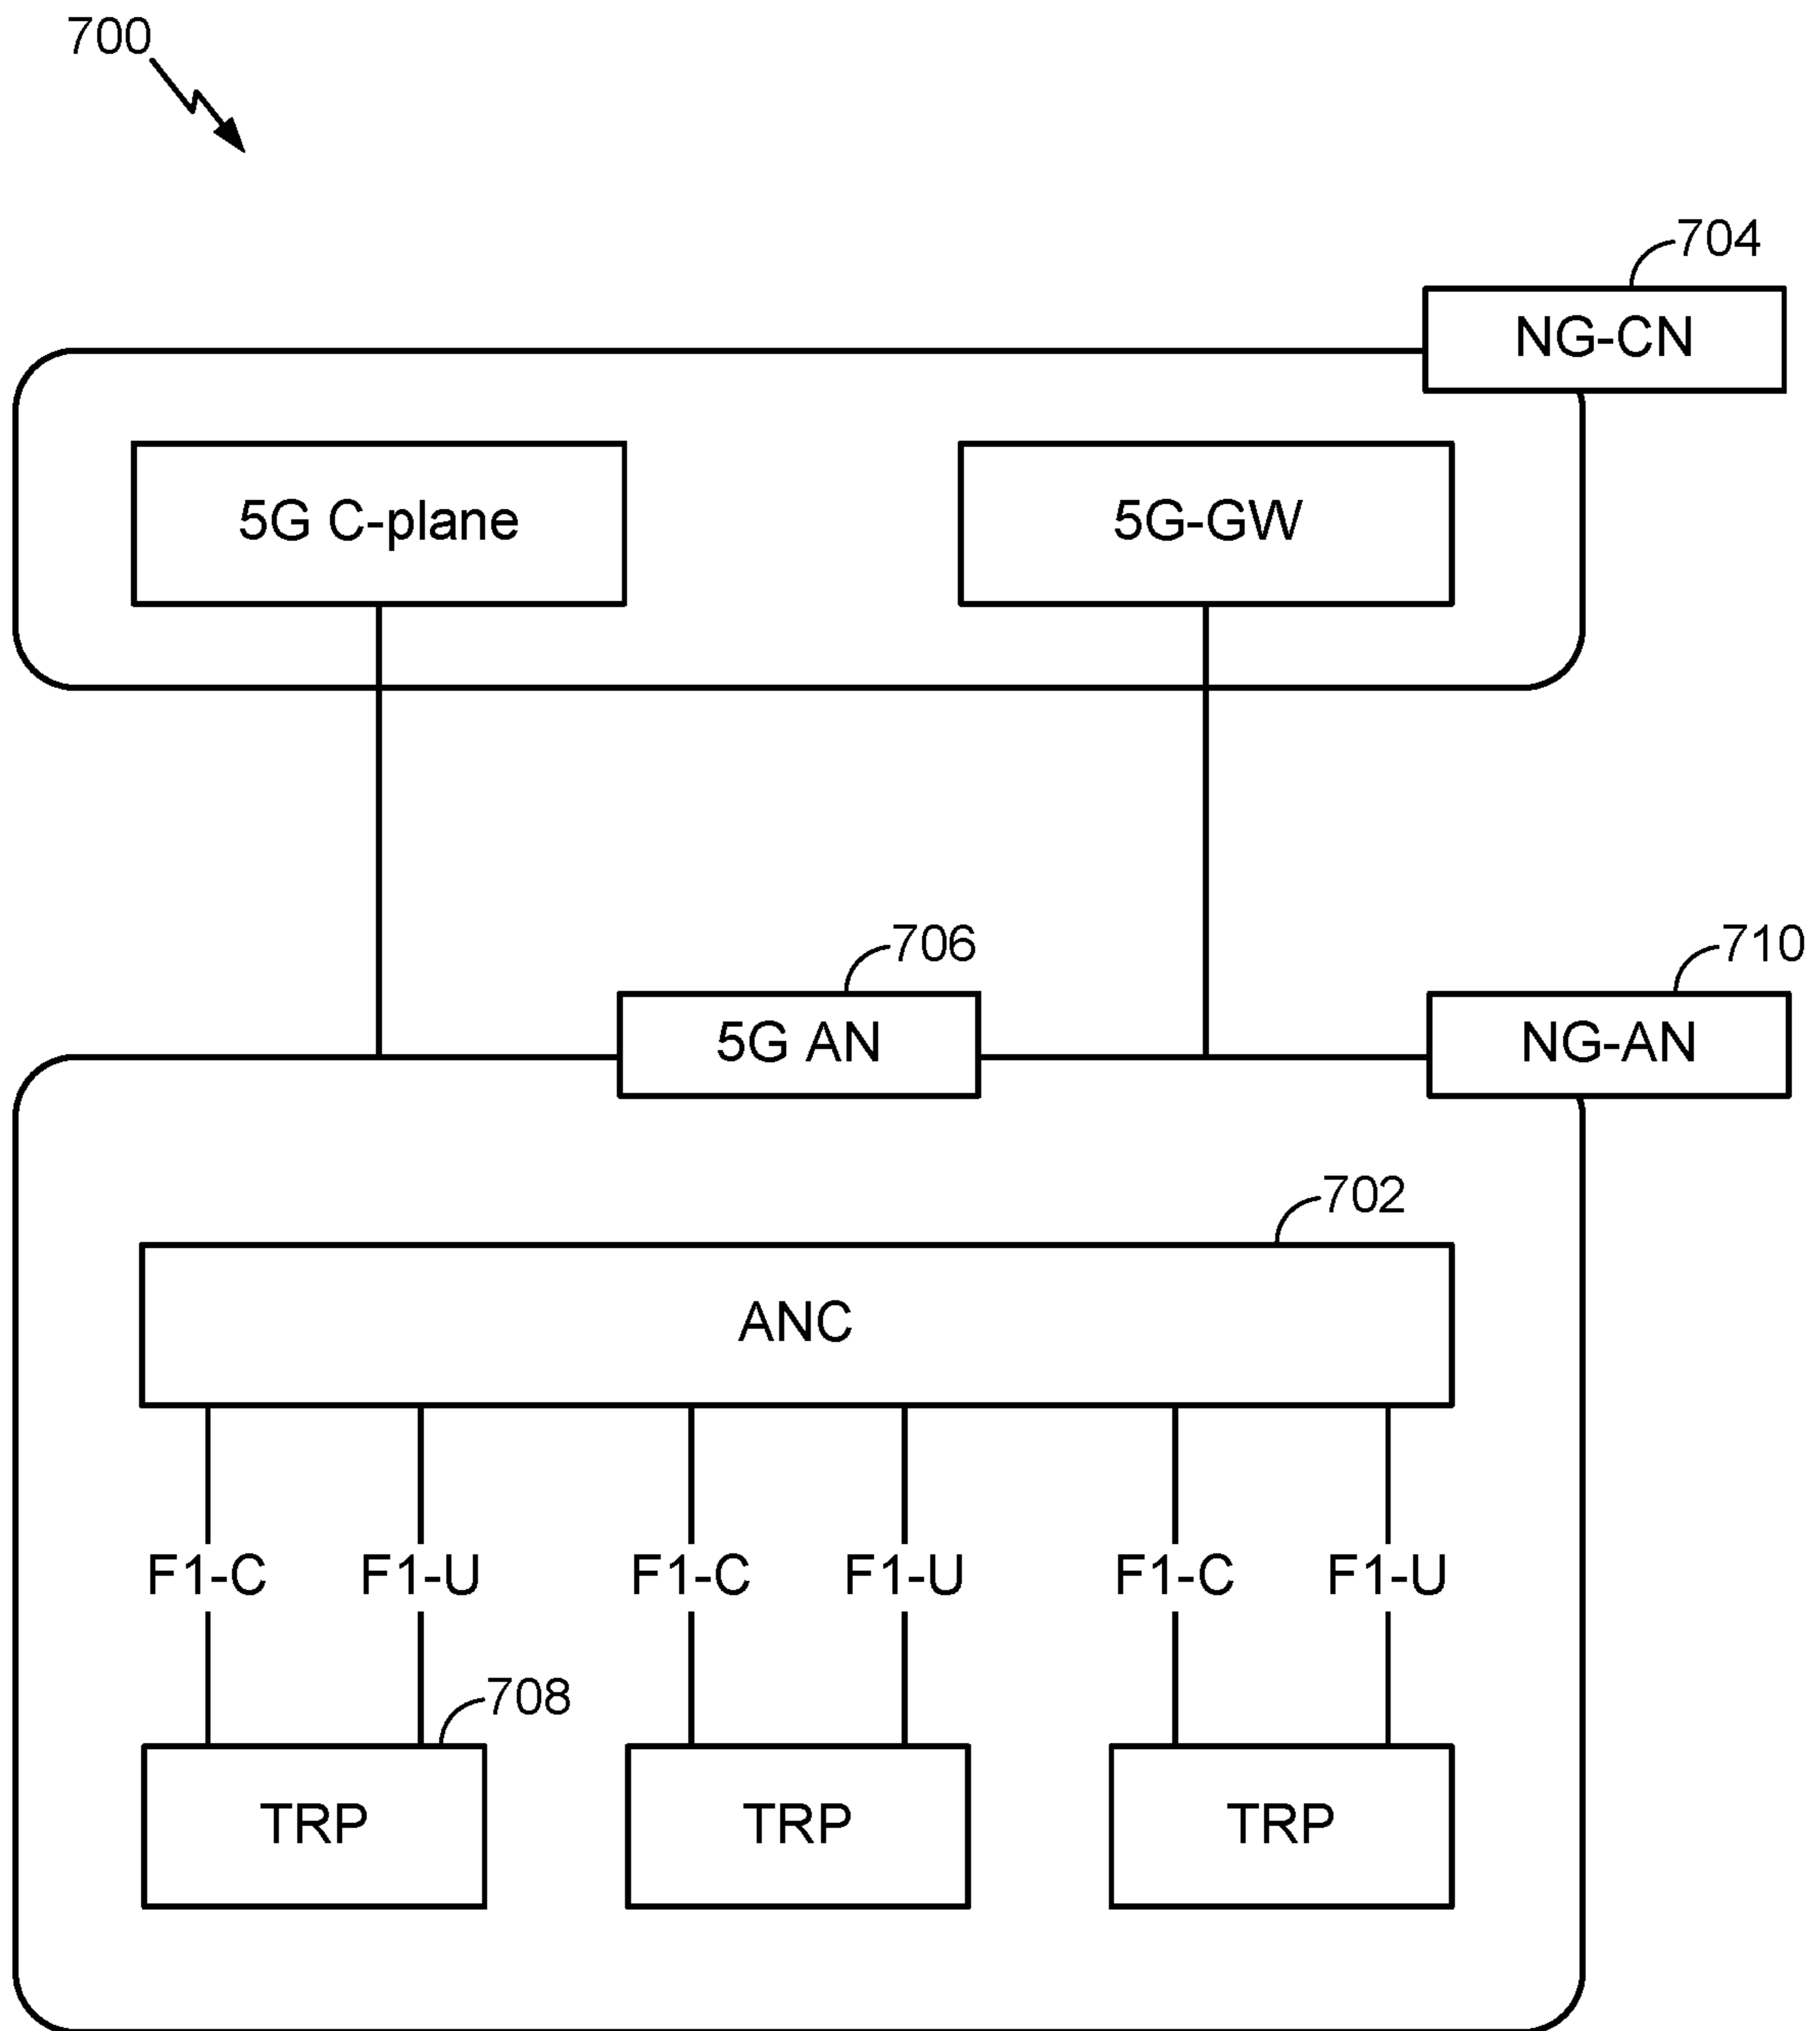 700
704
NG-CN
5G C-plane
5G-GW
706
710
5G AN
NG-AN
702
ANC
F1-C F1-U F1-C F1-U F1-C F1-U
708
TRP TRP TRP